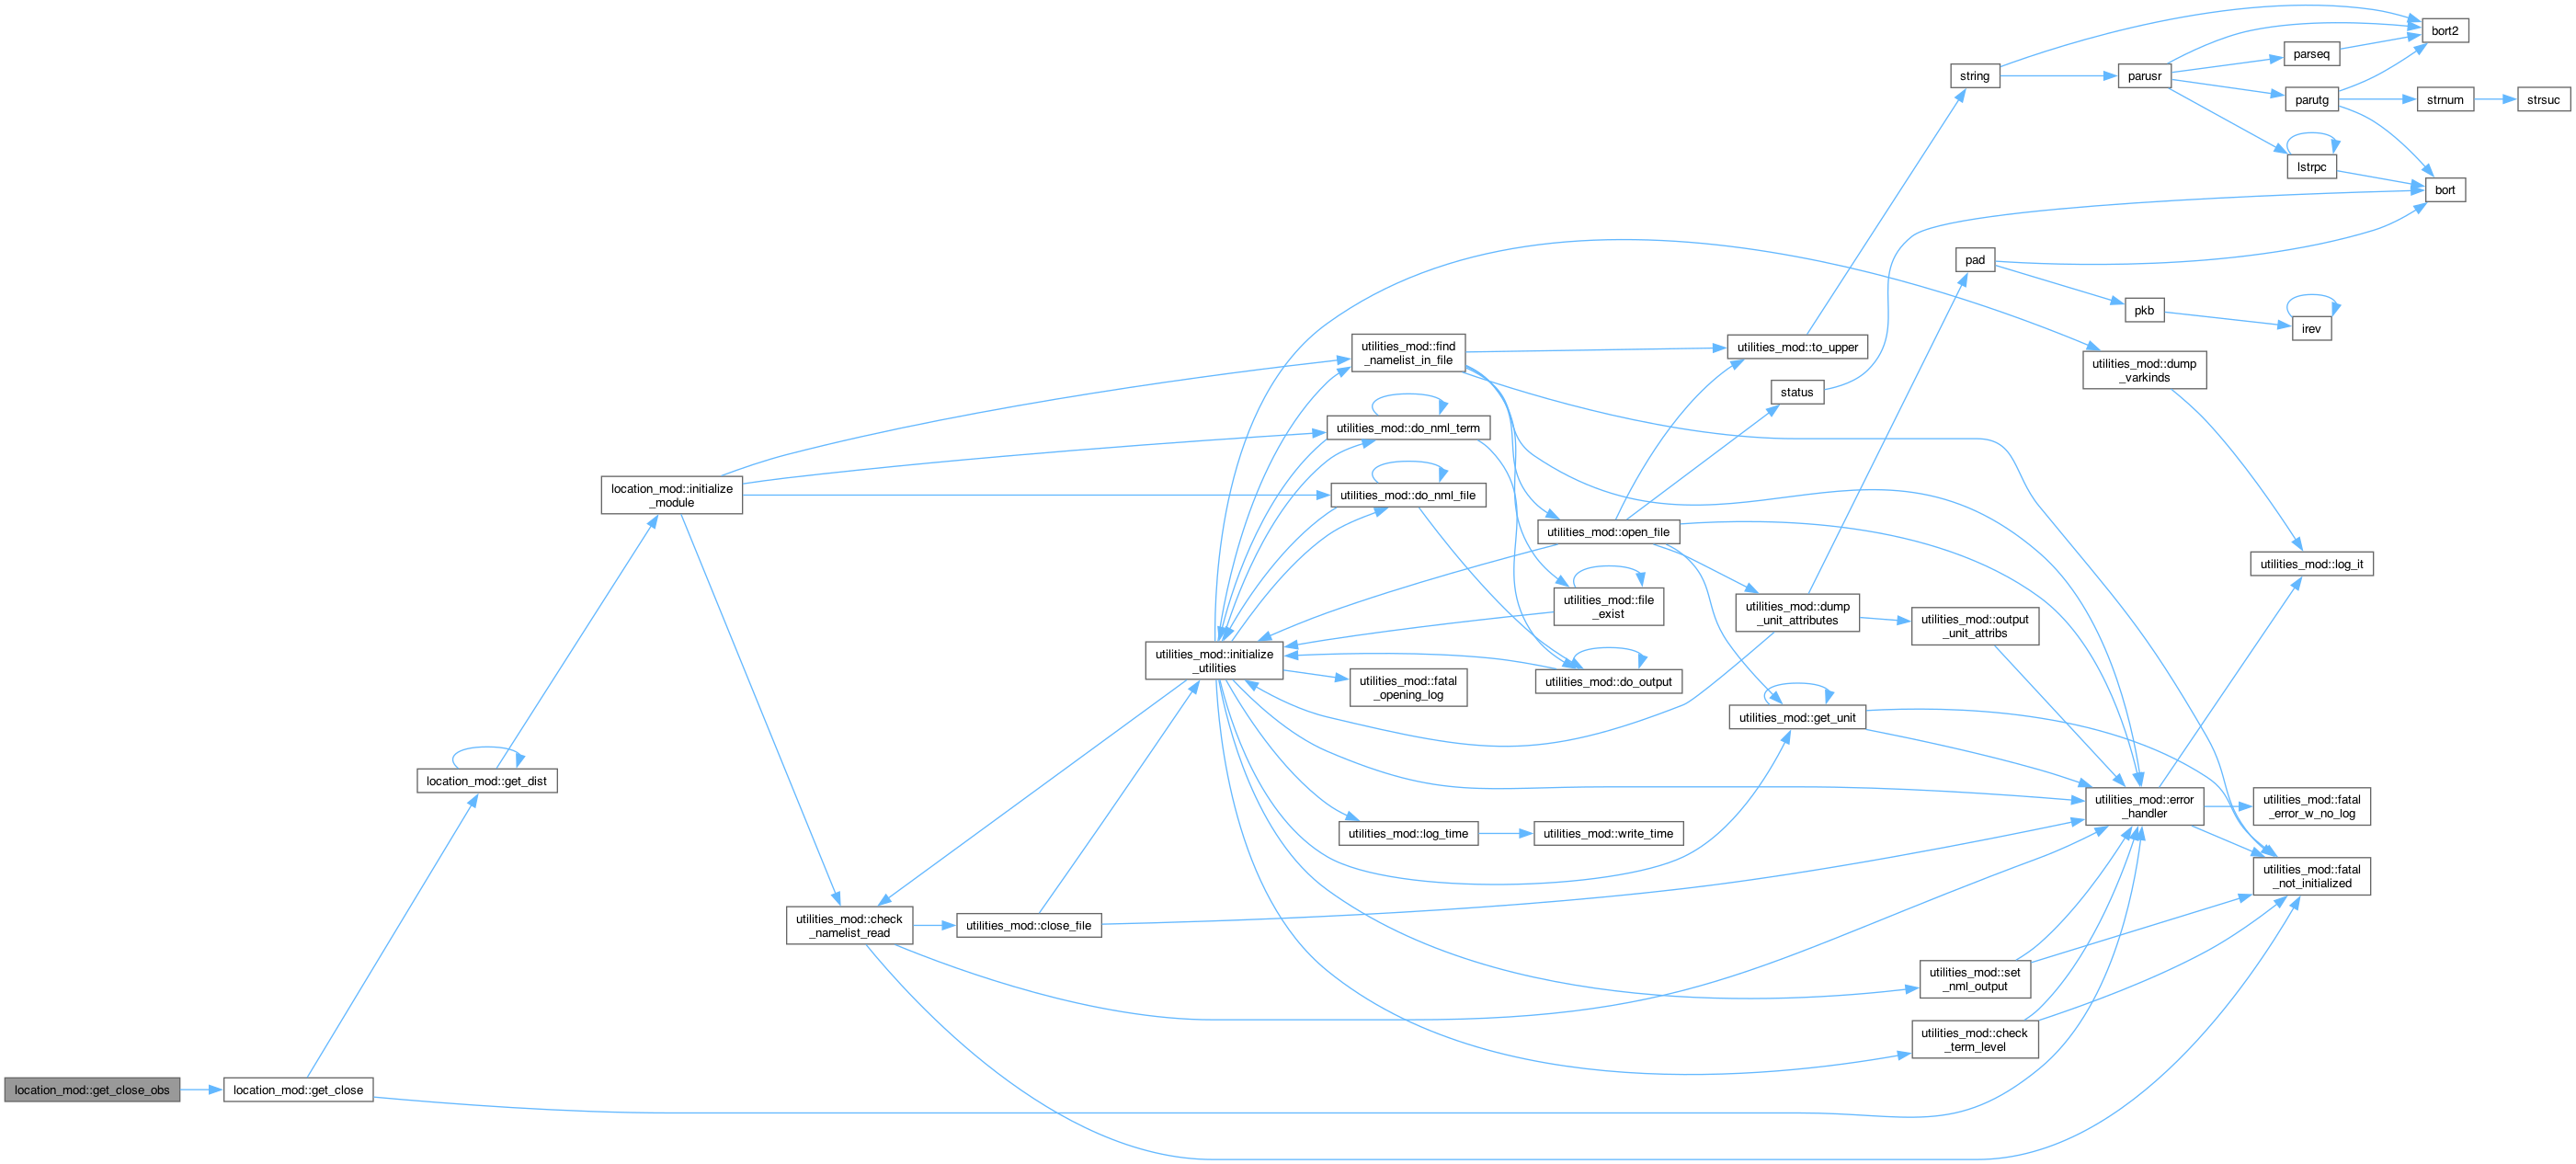 location_mod::get_close_obs
location_mod::get_close
location_mod::get_dist
location_mod::initialize
_module
utilities_mod::check
_namelist_read
utilities_mod::close_file
utilities_mod::initialize
_utilities
utilities_mod::find
_namelist_in_file
utilities_mod::do_nml_term
utilities_mod::do_nml_file
utilities_mod::fatal
_opening_log
utilities_mod::log_time
utilities_mod::open_file
utilities_mod::file
_exist
utilities_mod::do_output
utilities_mod::write_time
utilities_mod::to_upper
status
utilities_mod::dump
_unit_attributes
utilities_mod::get_unit
string
pad
utilities_mod::output
_unit_attribs
utilities_mod::set
_nml_output
utilities_mod::check
_term_level
parusr
pkb
utilities_mod::dump
_varkinds
utilities_mod::error
_handler
parseq
parutg
lstrpc
irev
utilities_mod::log_it
utilities_mod::fatal
_error_w_no_log
utilities_mod::fatal
_not_initialized
bort2
strnum
bort
strsuc